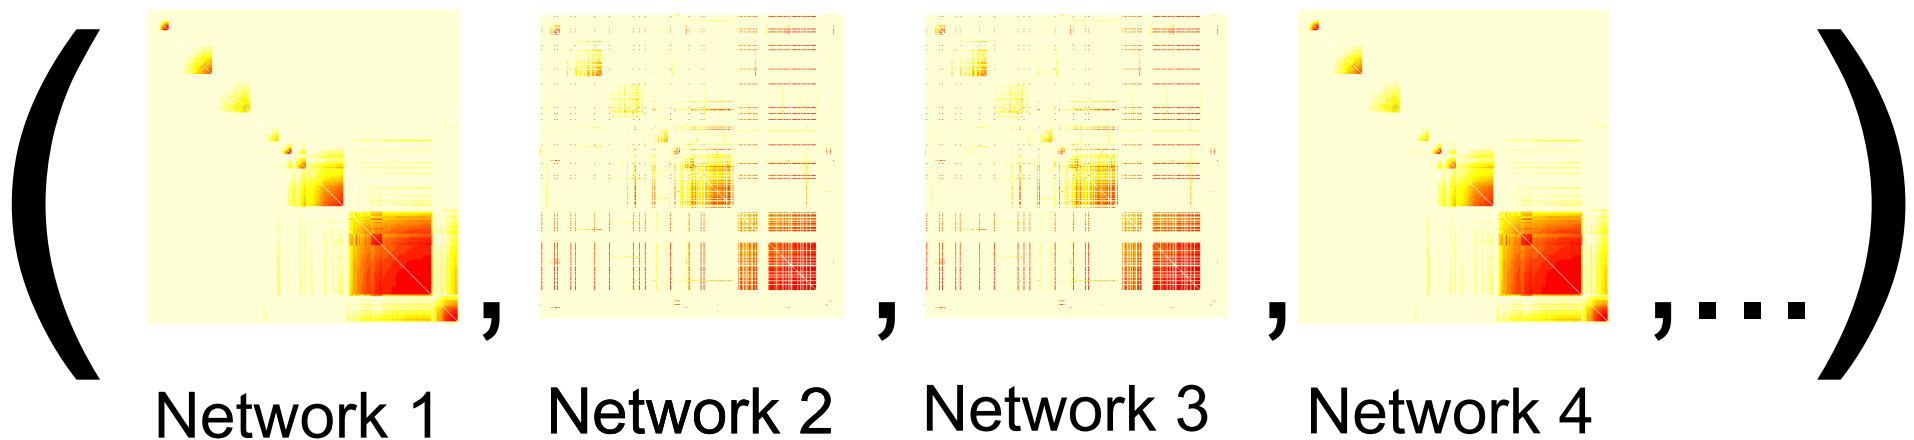 ( , , , ,... )
Network 1 Network 2 Network 3 Network 4